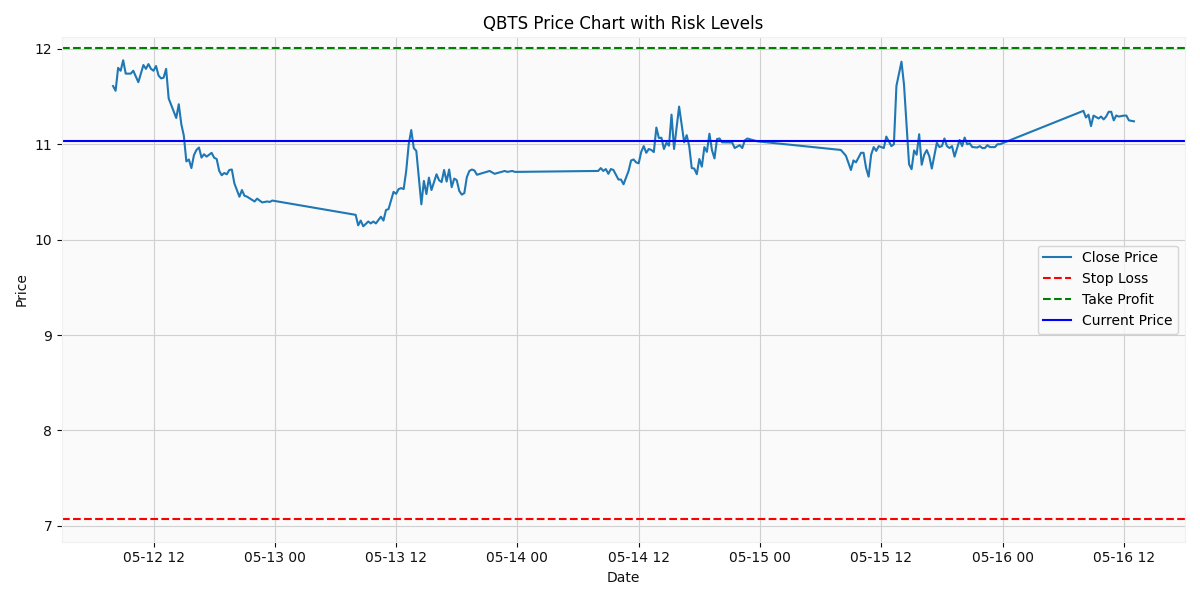 QBTS Price Chart with Risk Levels
12
11
10
9
8
7
Price
Close Price
Stop Loss
Take Profit
Current Price
05-12 12
05-13 00
05-13 12
05-14 00
05-14 12
05-15 00
05-15 12
05-16 00
05-16 12
Date